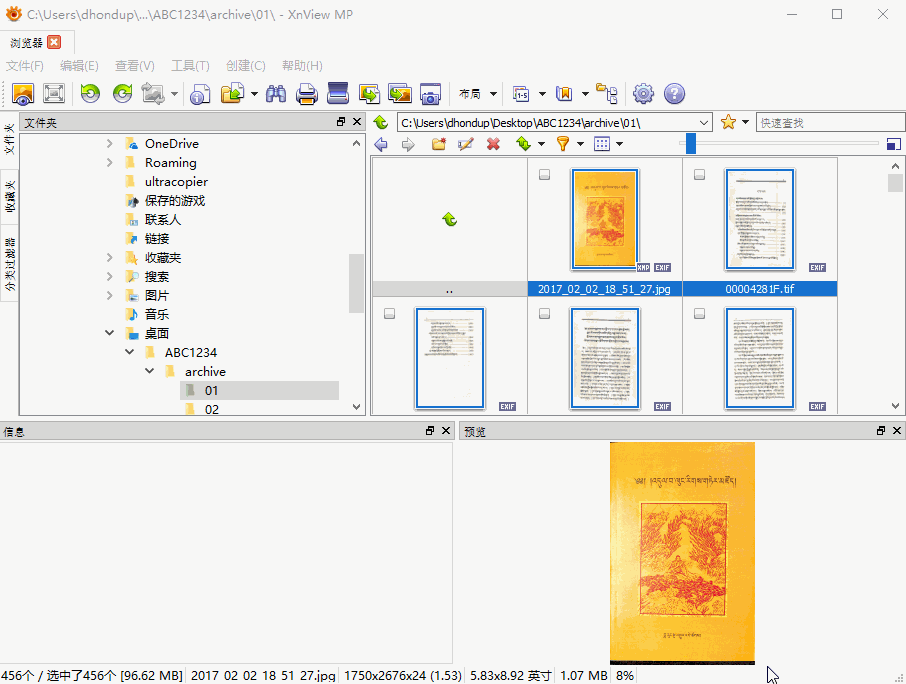 C:\Users\dhondup\...\ABC1234\archive\01\ - XnView MP
浏览器
文件(F) 编辑(E) 查看(V) 工具(T) 创建(C) 帮助(H)
布局
文件夹
C:\Users\dhondup\Desktop\ABC1234\archive\01\
快速查找
文件夹
收藏夹
分类过滤器
OneDrive
Roaming
ultracopier
保存的游戏
联系人
链接
收藏夹
搜索
图片
音乐
桌面
ABC1234
archive
01
02
XMP EXIF
EXIF
..
2017_02_02_18_51_27.jpg
00004281F.tif
EXIF
EXIF
EXIF
信息
预览
456个 / 选中了456个 [96.62 MB] 2017_02_02_18_51_27.jpg 1750x2676x24 (1.53) 5.83x8.92 英寸 1.07 MB 8%